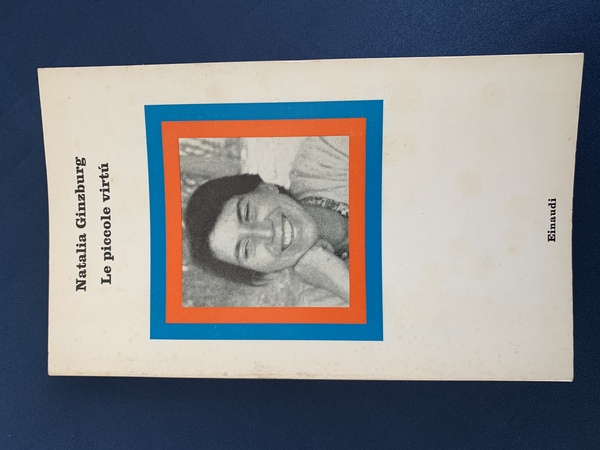 Natalia Ginzburg
Le piccole virtú
Einaudi